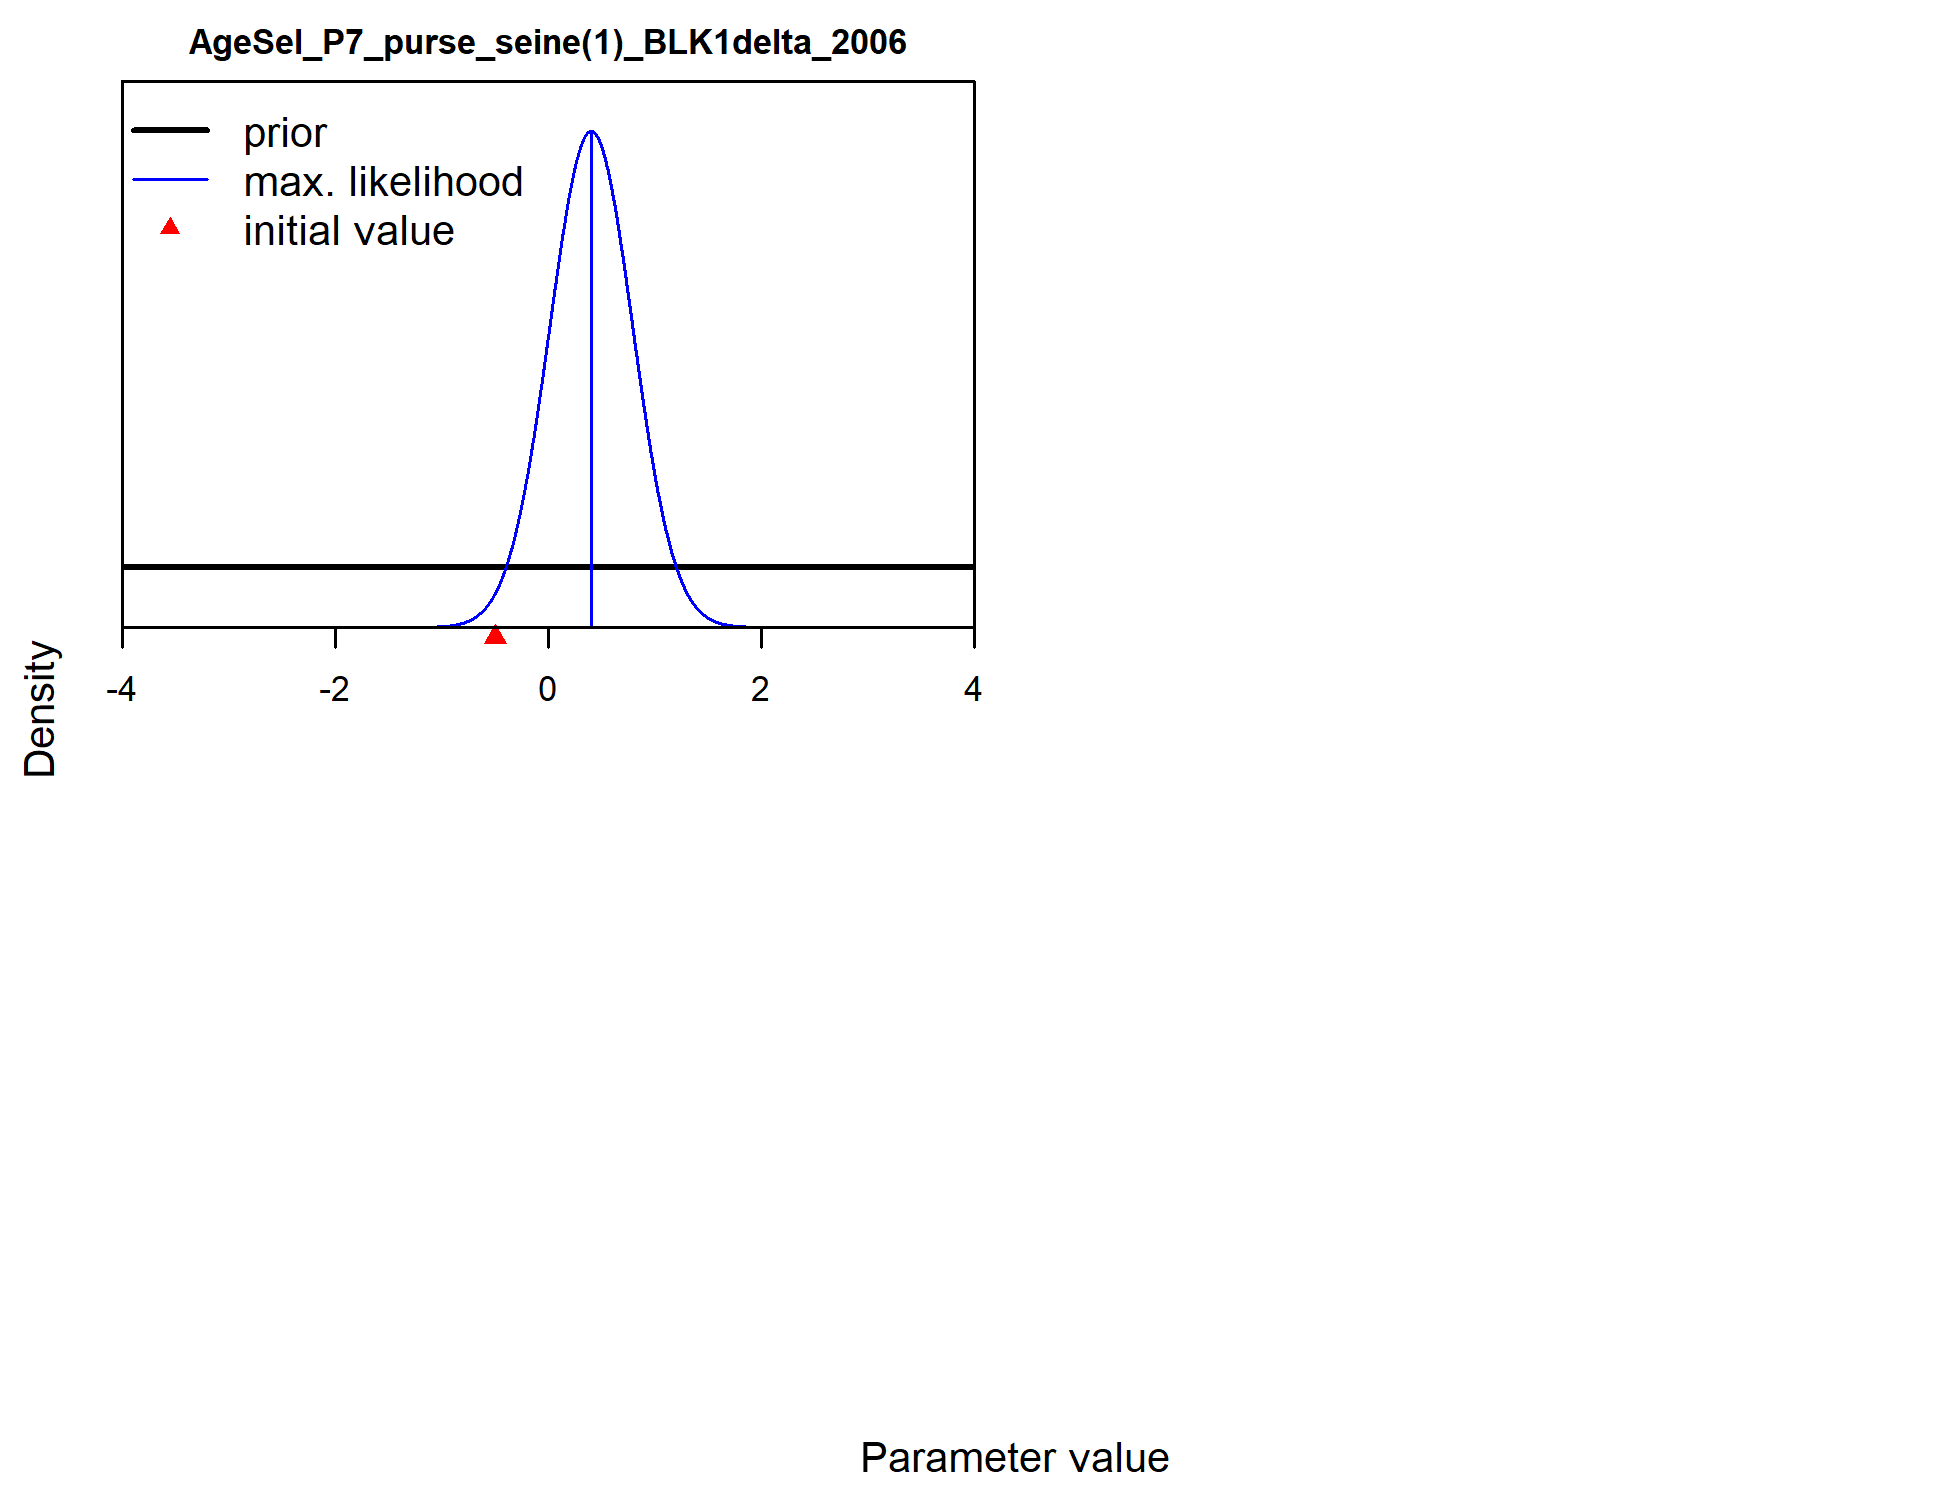 AgeSel_P7_purse_seine(1)_BLK1delta_2006
prior
max. likelihood
initial value
Density
-4 -2 0 2 4
Parameter value